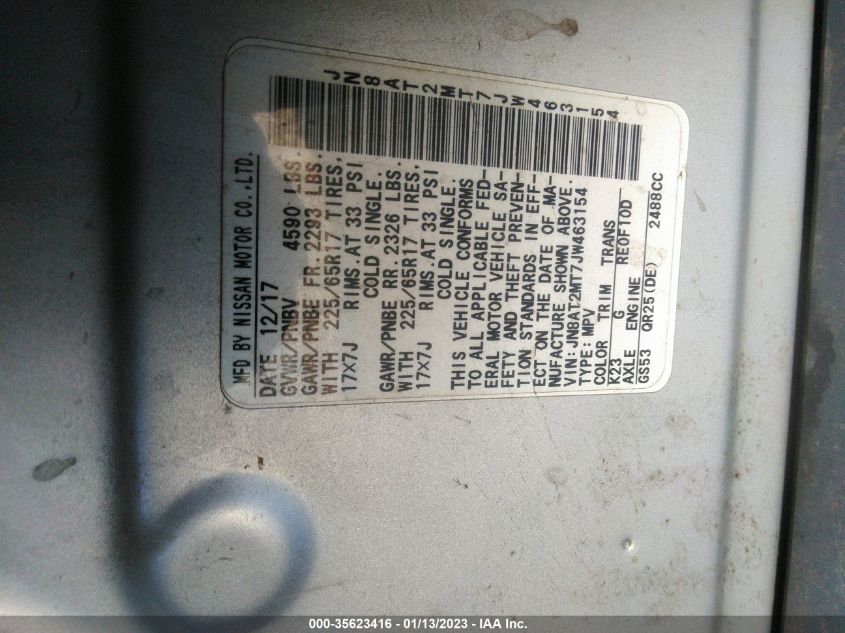 JN8AT2MT7JW463154
MFD BY NISSAN MOTOR CO.,LTD.
DATE 12/17
GVWR/PNBV 4590 LBS.
GAWR/PNBE FR. 2293 LBS.
WITH 225/65R17 TIRES,
17X7J RIMS.AT 33 PSI
COLD SINGLE.
GAWR/PNBE RR. 2326 LBS.
WITH 225/65R17 TIRES,
17X7J RIMS.AT 33 PSI
COLD SINGLE.
THIS VEHICLE CONFORMS
TO ALL APPLICABLE FED-
ERAL MOTOR VEHICLE SA-
FETY AND THEFT PREVEN-
TION STANDARDS IN EFF-
ECT ON THE DATE OF MA-
NUFACTURE SHOWN ABOVE.
VIN: JN8AT2MT7JW463154
TYPE: MPV
COLOR TRIM TRANS
K23 G RE0F10D
AXLE ENGINE
GS53 QR25(DE) 2488CC
000-35623416 - 01/13/2023 - IAA Inc.